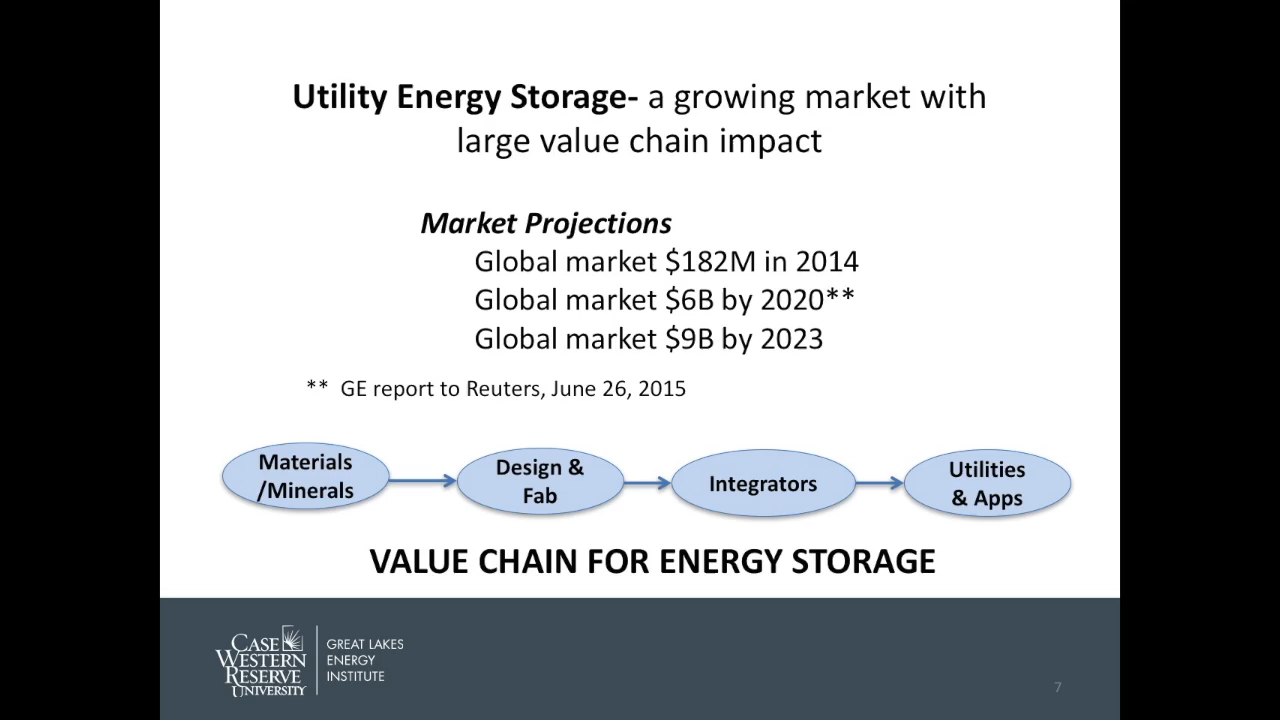 Utility Energy Storage- a growing market with
large value chain impact
Market Projections
Global market $182M in 2014
Global market $6B by 2020**
Global market $9B by 2023
** GE report to Reuters, June 26, 2015
Materials
/Minerals
Design &
Fab
Integrators
Utilities
& Apps
VALUE CHAIN FOR ENERGY STORAGE
CASE
WESTERN
RESERVE
UNIVERSITY
GREAT LAKES
ENERGY
INSTITUTE
7